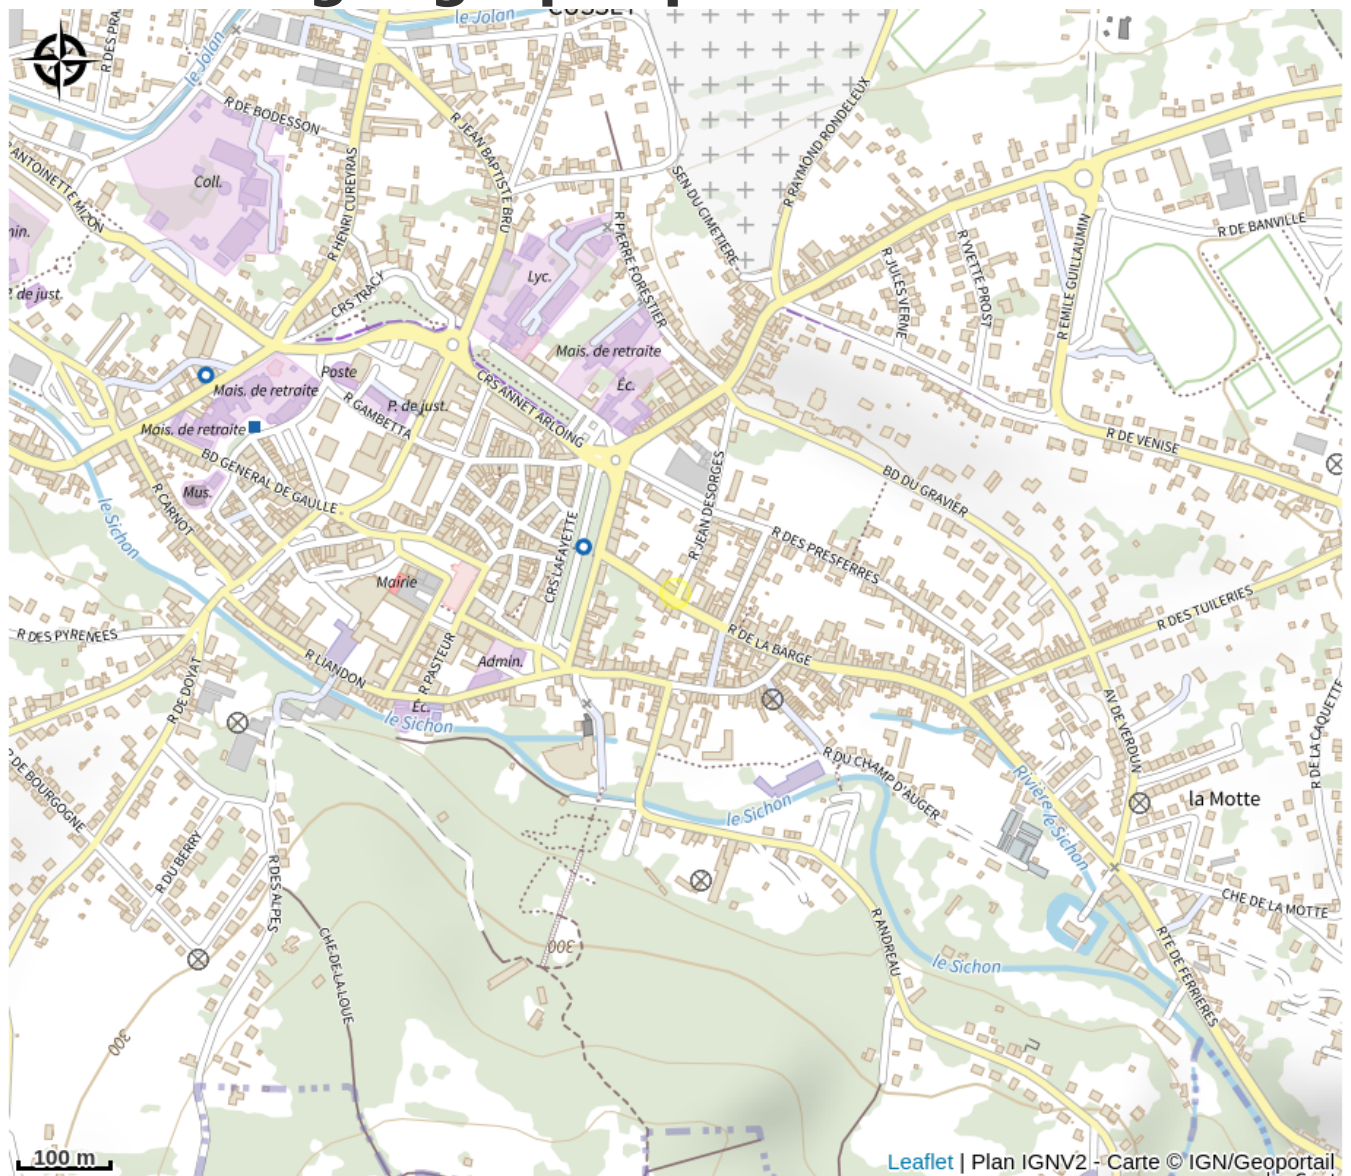 le Jolan
CUSSET
R DES PRA
le Jolan
R DE BODESSON
R JEAN BAPTISTE BRU
R RAYMOND RONDELEUX
ANTOINETTE MIZON
Coll.
R HENRI CUREYRAS
SEN DU CIMETIERE
R PIERRE FORESTIER
R DE BANVILLE
R EMILE GUILLAUMIN
R YVETTE PROST
R JULES VERNE
min.
Lyc.
P. de just.
CRS TRACY
Mais. de retraite
Poste
Éc.
Mais. de retraite
CRS ANNET ARLOING
P. de just.
R GAMBETTA
Mais. de retraite
R DE VENISE
BD GENERAL DE GAULLE
BD DU GRAVIER
Mus.
R CARNOT
le Sichon
R JEAN DESORGES
CRS LAFAYETTE
R DES PRESFERRES
Mairie
R DES TUILERIES
R DES PYRENEES
R DE LA BARGE
R LIANDON
R PASTEUR
Admin.
R DE DOYAT
Éc.
le Sichon
AV DE VERDUN
R DE LA CAQUETTE
R DE BOURGOGNE
R DU CHAMP D'AUGER
Rivière le Sichon
la Motte
le Sichon
R DU BERRY
R DES ALPES
CHE DE LA MOTTE
R ANDREAU
300
CHE DE LA LOUE
le Sichon
RTE DE FERRIERES
300
100 m
Leaflet | Plan IGNV2 - Carte © IGN/Geoportail